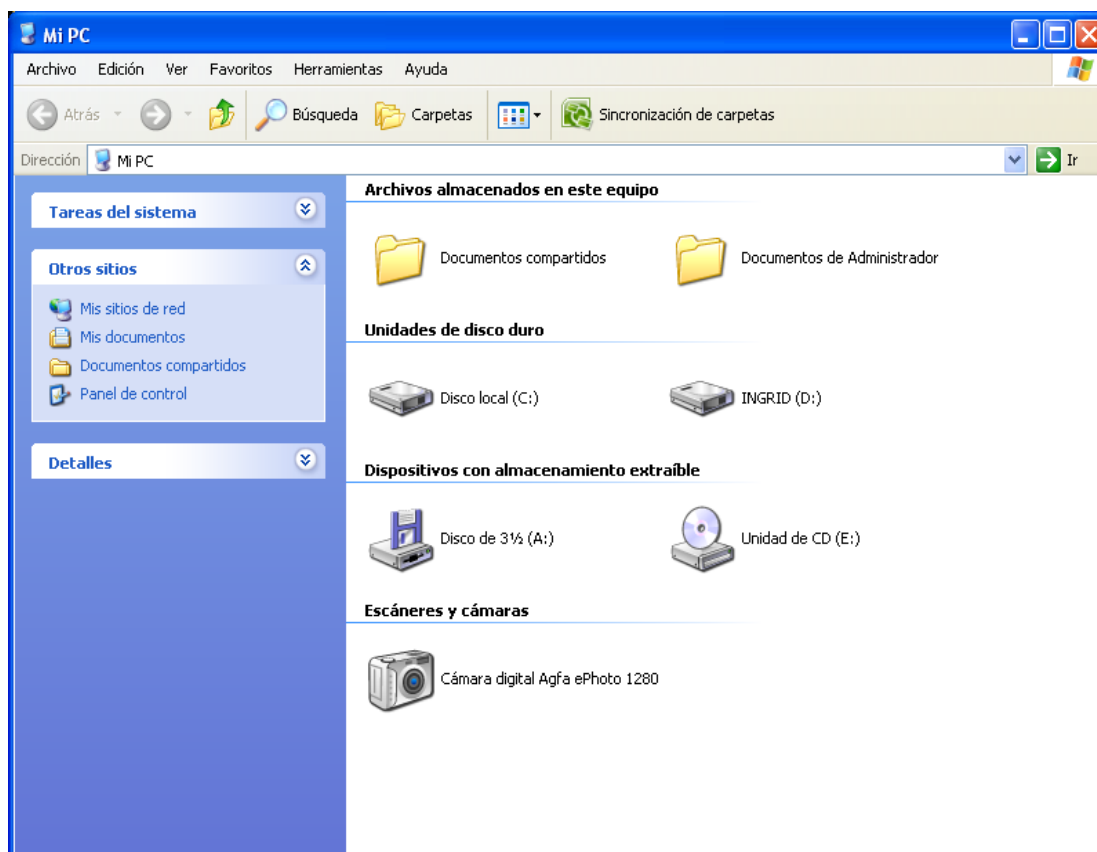 Mi PC
Archivo Edición Ver Favoritos Herramientas Ayuda
Atrás Búsqueda Carpetas Sincronización de carpetas
Dirección Mi PC Ir
Tareas del sistema
Otros sitios
Mis sitios de red
Mis documentos
Documentos compartidos
Panel de control
Detalles
Archivos almacenados en este equipo
Documentos compartidos Documentos de Administrador
Unidades de disco duro
Disco local (C:) INGRID (D:)
Dispositivos con almacenamiento extraíble
Disco de 3½ (A:) Unidad de CD (E:)
Escáneres y cámaras
Cámara digital Agfa ePhoto 1280